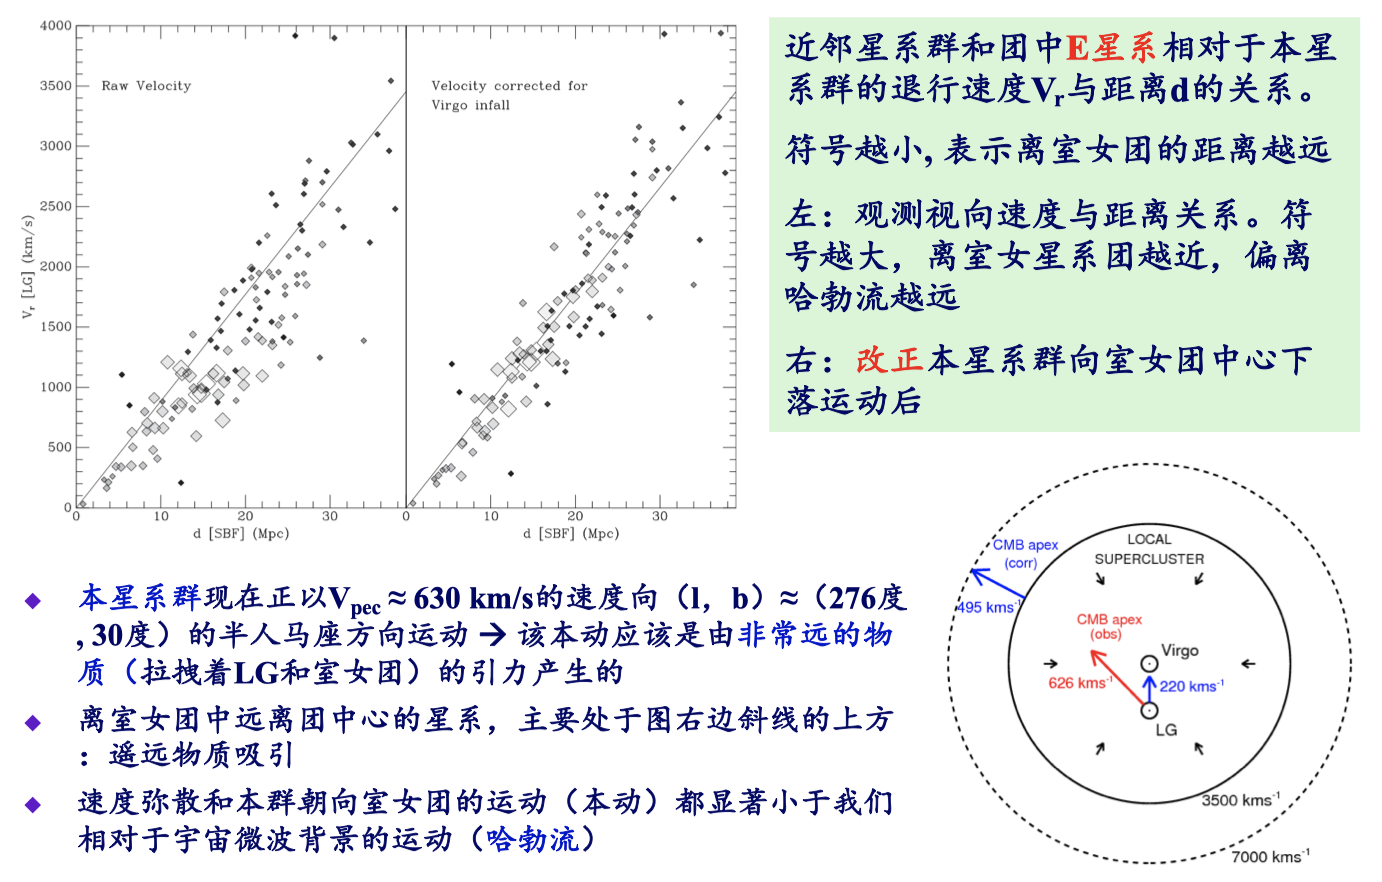 4000
3500
3000
2500
2000
1500
1000
500
0
Vr [LG] (km/s)
Raw Velocity
Velocity corrected for
Virgo infall
0 10 20 30 0 10 20 30
d [SBF] (Mpc)
d [SBF] (Mpc)
近邻星系群和团中E星系相对于本星
系群的退行速度Vr与距离d的关系。
符号越小, 表示离室女团的距离越远
左：观测视向速度与距离关系。符
号越大，离室女星系团越近，偏离
哈勃流越远
右：改正本星系群向室女团中心下
落运动后
◆ 本星系群现在正以Vpec ≈ 630 km/s的速度向（l，b）≈（276度
, 30度）的半人马座方向运动 → 该本动应该是由非常远的物
质（拉拽着LG和室女团）的引力产生的
◆ 离室女团中远离团中心的星系，主要处于图右边斜线的上方
：遥远物质吸引
◆ 速度弥散和本群朝向室女团的运动（本动）都显著小于我们
相对于宇宙微波背景的运动（哈勃流）
LOCAL
SUPERCLUSTER
CMB apex
(corr)
495 kms⁻¹
CMB apex
(obs)
626 kms⁻¹
Virgo
220 kms⁻¹
LG
3500 kms⁻¹
7000 kms⁻¹